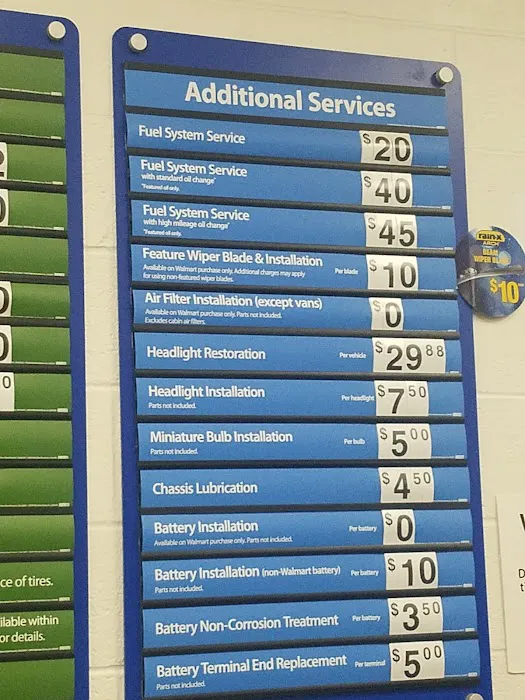 Additional Services
Fuel System Service $20
Fuel System Service
with standard oil change* $40
*Featured oil only.
Fuel System Service
with high mileage oil change* $45
*Featured oil only.
Feature Wiper Blade & Installation
Available on Walmart purchase only. Additional charges may apply Per blade $10
for using non-featured wiper blades.
Air Filter Installation (except vans)
Available on Walmart purchase only. Parts not included. $0
Excludes cabin air filters.
Headlight Restoration Per vehicle $29 88
Headlight Installation Per headlight $7 50
Parts not included.
Miniature Bulb Installation Per bulb $5 00
Parts not included.
Chassis Lubrication $4 50
Battery Installation Per battery $0
Available on Walmart purchase only. Parts not included.
Battery Installation (non-Walmart battery) Per battery $10
Parts not included.
Battery Non-Corrosion Treatment Per battery $3 50
Battery Terminal End Replacement Per terminal $5 00
Parts not included.
0
0
0
ce of tires.
ilable within
or details.
rain-x
ARCH
BEAM
WIPER
$10